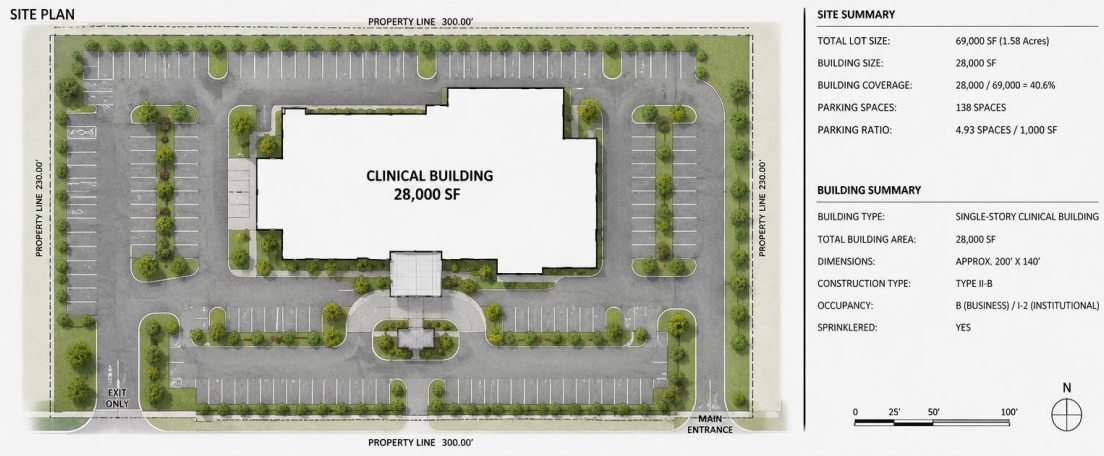 SITE PLAN
PROPERTY LINE 300.00'
PROPERTY LINE 230.00'
CLINICAL BUILDING
28,000 SF
PROPERTY LINE 230.00'
EXIT
ONLY
MAIN
ENTRANCE
PROPERTY LINE 300.00'
SITE SUMMARY
TOTAL LOT SIZE: 69,000 SF (1.58 Acres)
BUILDING SIZE: 28,000 SF
BUILDING COVERAGE: 28,000 / 69,000 = 40.6%
PARKING SPACES: 138 SPACES
PARKING RATIO: 4.93 SPACES / 1,000 SF
BUILDING SUMMARY
BUILDING TYPE: SINGLE-STORY CLINICAL BUILDING
TOTAL BUILDING AREA: 28,000 SF
DIMENSIONS: APPROX. 200' X 140'
CONSTRUCTION TYPE: TYPE II-B
OCCUPANCY: B (BUSINESS) / I-2 (INSTITUTIONAL)
SPRINKLERED: YES
0 25' 50' 100'
N